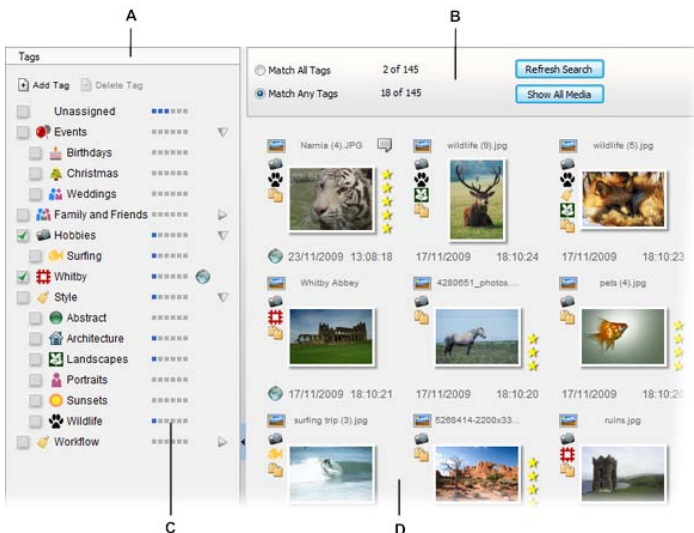 A
B
Tags
Add Tag Delete Tag
Unassigned
Events
Birthdays
Christmas
Weddings
Family and Friends
Hobbies
Surfing
Whitby
Style
Abstract
Architecture
Landscapes
Portraits
Sunsets
Wildlife
Workflow
C
Match All Tags 2 of 145 Refresh Search
Match Any Tags 18 of 145 Show All Media
Narnia (4).JPG wildlife (9).jpg wildlife (5).jpg
23/11/2009 13:08:18 17/11/2009 18:10:24 17/11/2009 18:10:23
Whitby Abbey 4280651_photos... pets (4).jpg
17/11/2009 18:10:21 17/11/2009 18:10:20 17/11/2009 18:10:20
surfing trip (3).jpg 5268414-2200x33... ruins.jpg
D